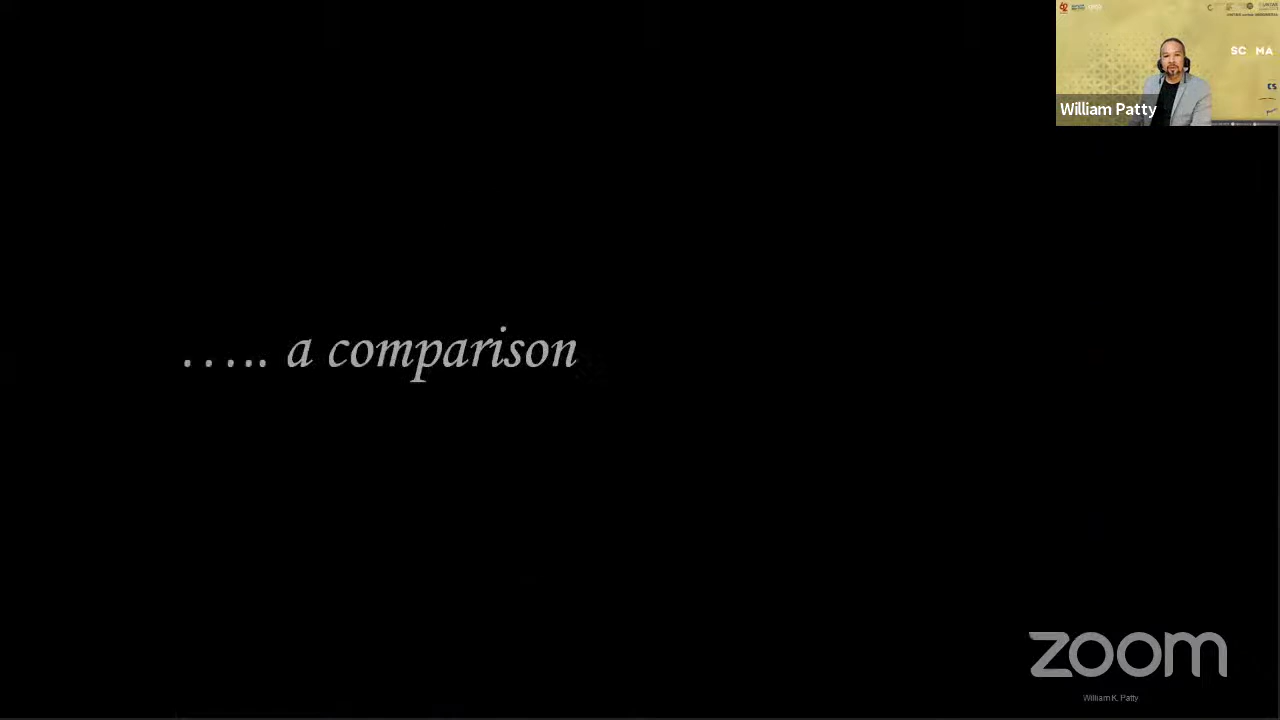 SC MA
William Patty
..... a comparison
zoom
William K. Patty